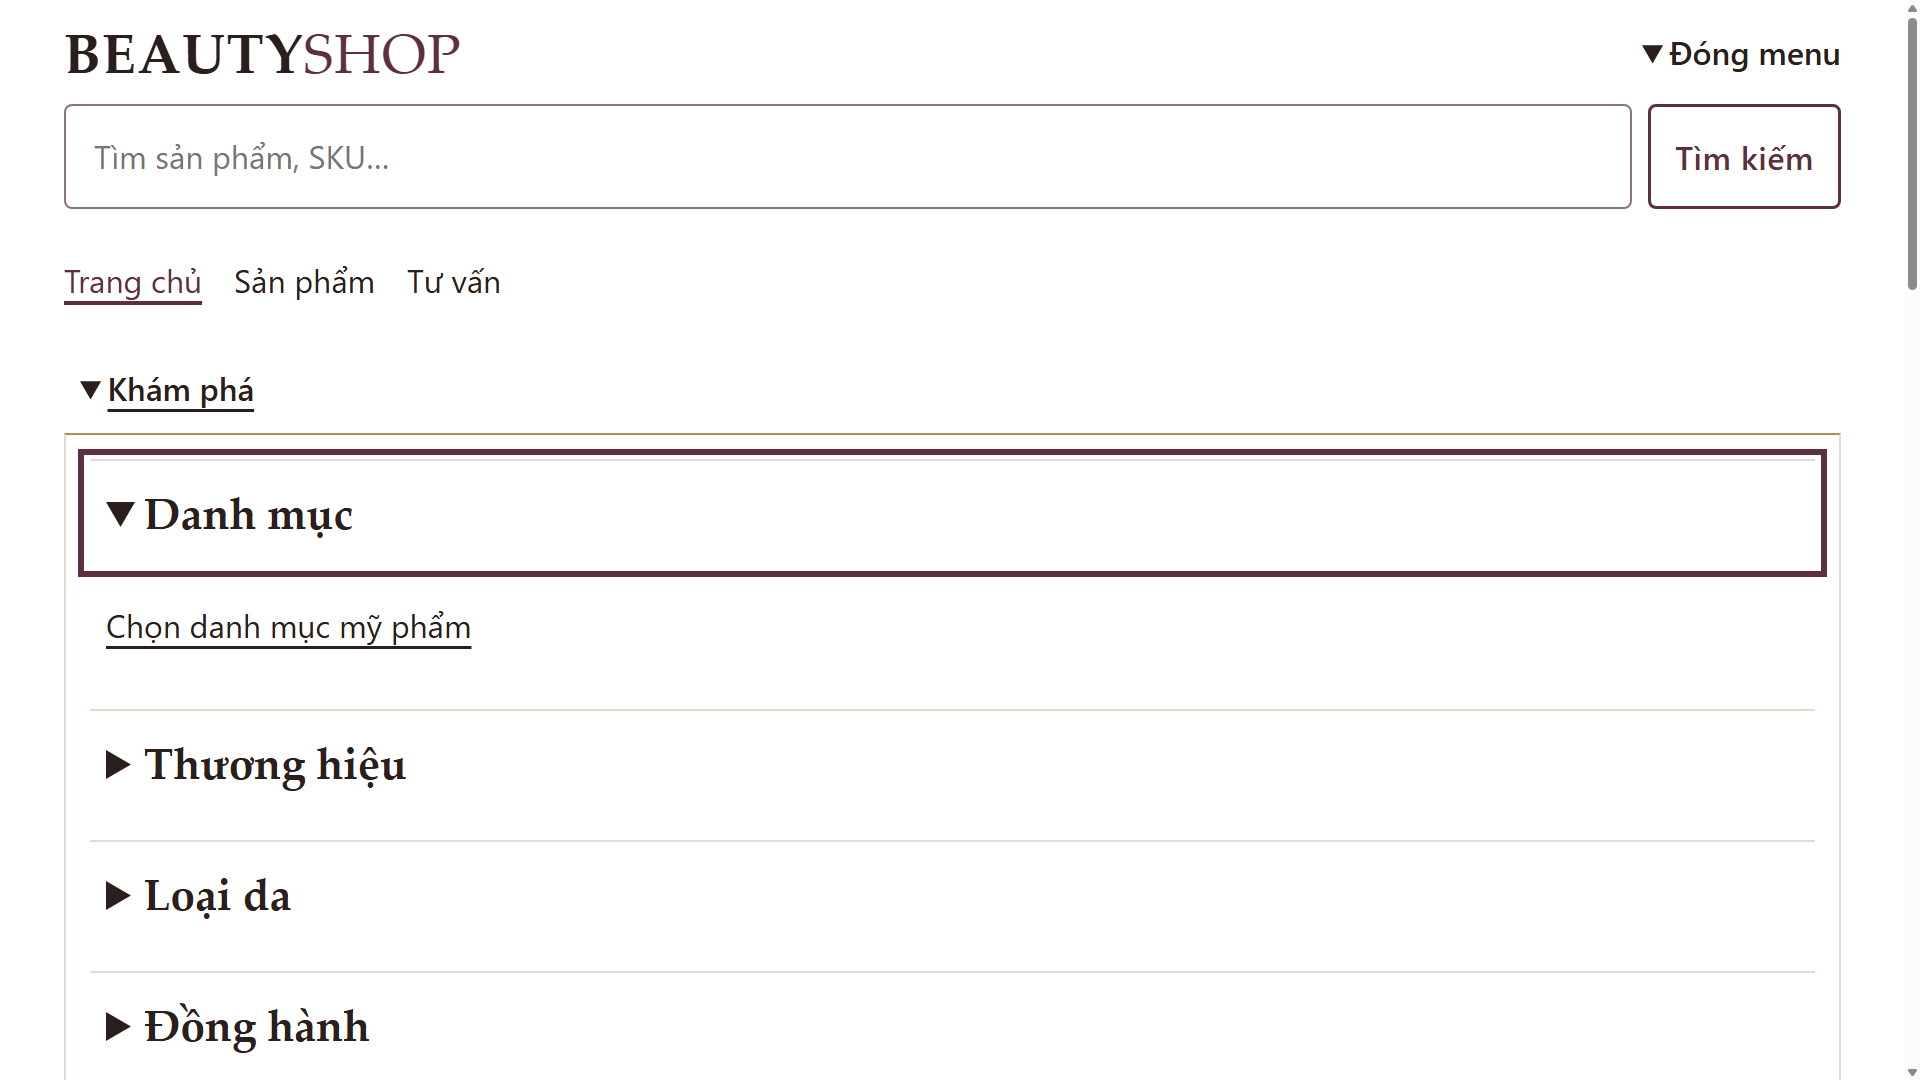 BEAUTYSHOP
Đóng menu
Tìm sản phẩm, SKU...
Tìm kiếm
Trang chủ Sản phẩm Tư vấn
Khám phá
Danh mục
Chọn danh mục mỹ phẩm
Thương hiệu
Loại da
Đồng hành